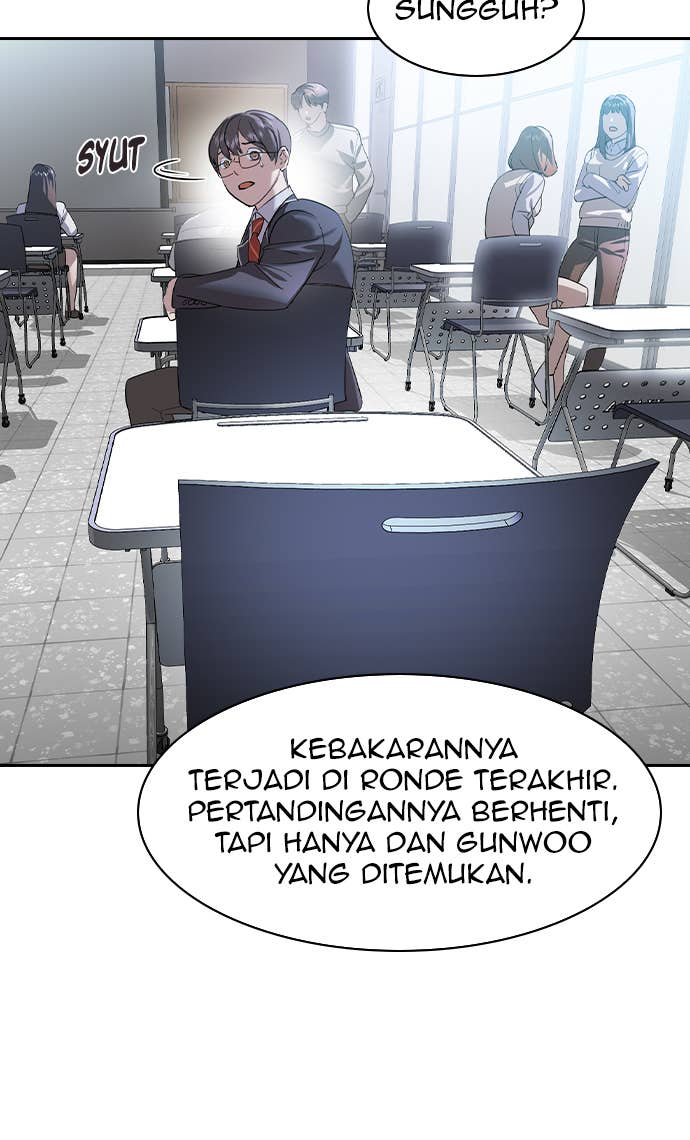 SUNGGUH?
SYUT
KEBAKARANNYA
TERJADI DI RONDE TERAKHIR.
PERTANDINGANNYA BERHENTI,
TAPI HANYA DAN GUNWOO
YANG DITEMUKAN.